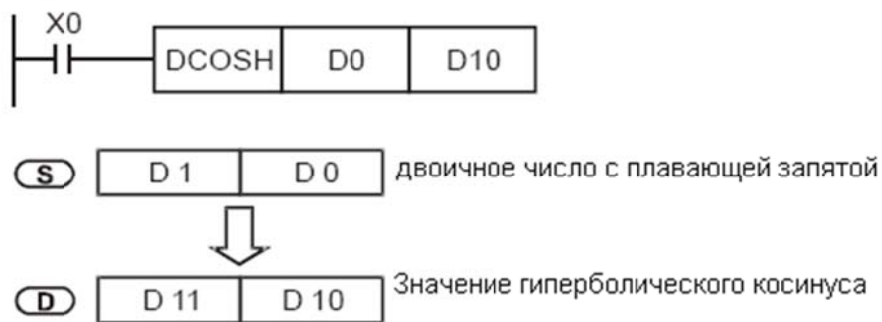 X0
DCOSH D0 D10
S D 1 D 0 двоичное число с плавающей запятой
D D 11 D 10 Значение гиперболического косинуса